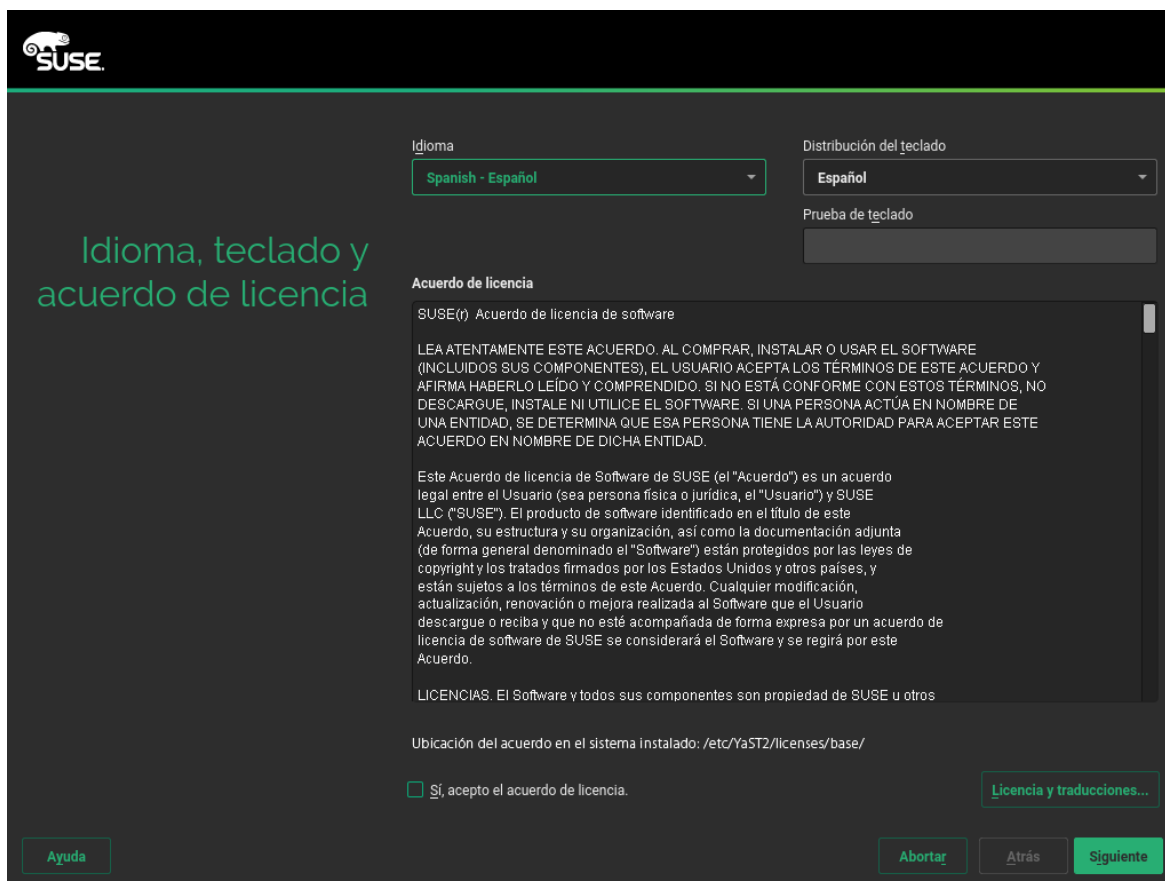 SUSE.
Idioma
Distribución del teclado
Spanish - Español
Español
Prueba de teclado
Idioma, teclado y
acuerdo de licencia
Acuerdo de licencia
SUSE(r) Acuerdo de licencia de software
LEA ATENTAMENTE ESTE ACUERDO. AL COMPRAR, INSTALAR O USAR EL SOFTWARE
(INCLUIDOS SUS COMPONENTES), EL USUARIO ACEPTA LOS TÉRMINOS DE ESTE ACUERDO Y
AFIRMA HABERLO LEÍDO Y COMPRENDIDO. SI NO ESTÁ CONFORME CON ESTOS TÉRMINOS, NO
DESCARGUE, INSTALE NI UTILICE EL SOFTWARE. SI UNA PERSONA ACTÚA EN NOMBRE DE
UNA ENTIDAD, SE DETERMINA QUE ESA PERSONA TIENE LA AUTORIDAD PARA ACEPTAR ESTE
ACUERDO EN NOMBRE DE DICHA ENTIDAD.
Este Acuerdo de licencia de Software de SUSE (el "Acuerdo") es un acuerdo
legal entre el Usuario (sea persona física o jurídica, el "Usuario") y SUSE
LLC ("SUSE"). El producto de software identificado en el título de este
Acuerdo, su estructura y su organización, así como la documentación adjunta
(de forma general denominado el "Software") están protegidos por las leyes de
copyright y los tratados firmados por los Estados Unidos y otros países, y
están sujetos a los términos de este Acuerdo. Cualquier modificación,
actualización, renovación o mejora realizada al Software que el Usuario
descargue o reciba y que no esté acompañada de forma expresa por un acuerdo de
licencia de software de SUSE se considerará el Software y se regirá por este
Acuerdo.
LICENCIAS. El Software y todos sus componentes son propiedad de SUSE u otros
Ubicación del acuerdo en el sistema instalado: /etc/YaST2/licenses/base/
Sí, acepto el acuerdo de licencia.
Licencia y traducciones...
Ayuda
Abortar
Atrás
Siguiente